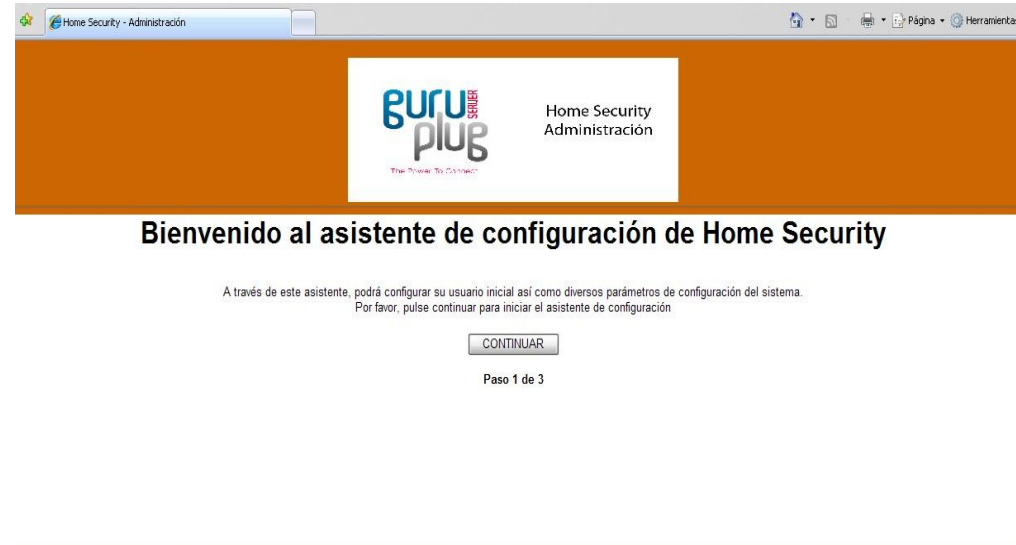 Home Security - Administración
Página
Herramientas
guru
SERVER
plug
The Power To Connect
Home Security
Administración
Bienvenido al asistente de configuración de Home Security
A través de este asistente, podrá configurar su usuario inicial así como diversos parámetros de configuración del sistema.
Por favor, pulse continuar para iniciar el asistente de configuración
CONTINUAR
Paso 1 de 3